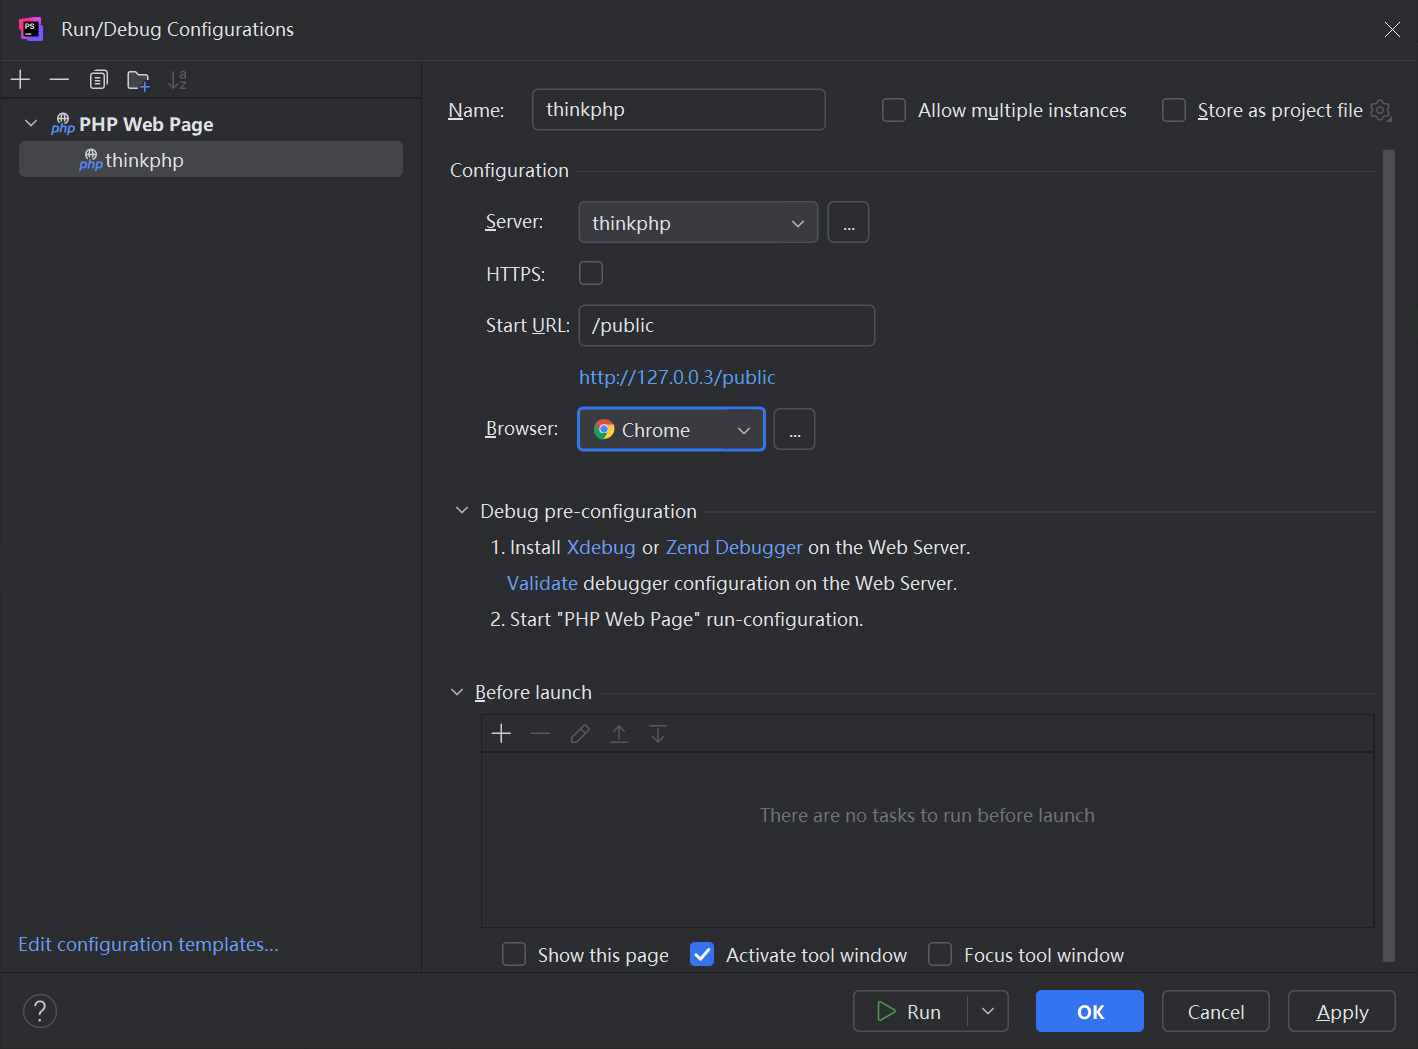 PS
Run/Debug Configurations
php PHP Web Page
php thinkphp
Edit configuration templates...
Name: thinkphp
Allow multiple instances
Store as project file
Configuration
Server: thinkphp ...
HTTPS:
Start URL: /public
http://127.0.0.3/public
Browser: Chrome ...
Debug pre-configuration
1. Install Xdebug or Zend Debugger on the Web Server.
Validate debugger configuration on the Web Server.
2. Start "PHP Web Page" run-configuration.
Before launch
There are no tasks to run before launch
Show this page Activate tool window Focus tool window
? Run OK Cancel Apply